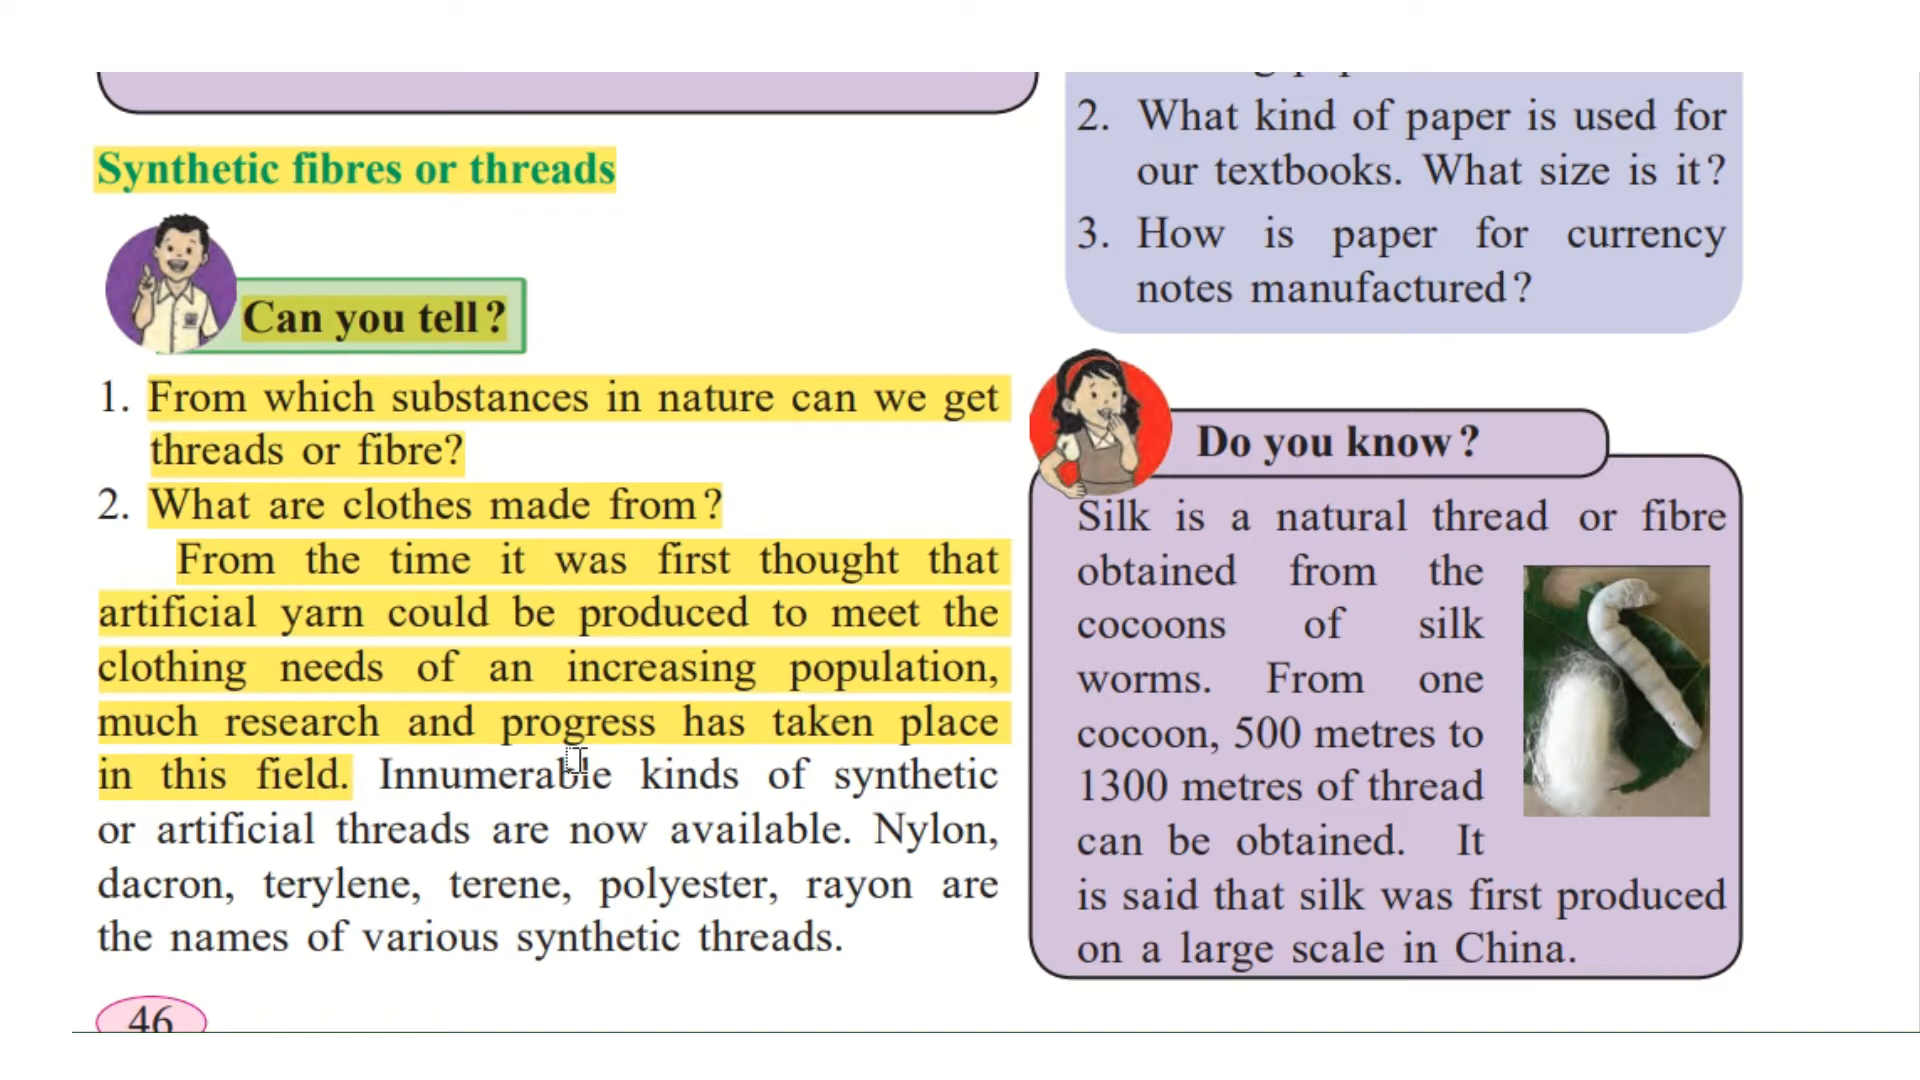 Synthetic fibres or threads
Can you tell?
1. From which substances in nature can we get
threads or fibre?
2. What are clothes made from?
From the time it was first thought that
artificial yarn could be produced to meet the
clothing needs of an increasing population,
much research and progress has taken place
in this field. Innumerable kinds of synthetic
or artificial threads are now available. Nylon,
dacron, terylene, terene, polyester, rayon are
the names of various synthetic threads.
46
2. What kind of paper is used for
our textbooks. What size is it?
3. How is paper for currency
notes manufactured?
Do you know?
Silk is a natural thread or fibre
obtained from the
cocoons of silk
worms. From one
cocoon, 500 metres to
1300 metres of thread
can be obtained. It
is said that silk was first produced
on a large scale in China.